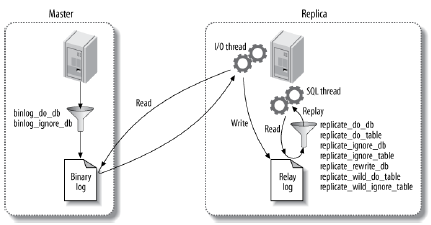 Master
Replica
I/O thread
SQL thread
binlog_do_db
binlog_ignore_db
Read
Replay
Write
Read
replicate_do_db
replicate_do_table
replicate_ignore_db
replicate_ignore_table
replicate_rewrite_db
replicate_wild_do_table
replicate_wild_ignore_table
Binary
log
Relay
log